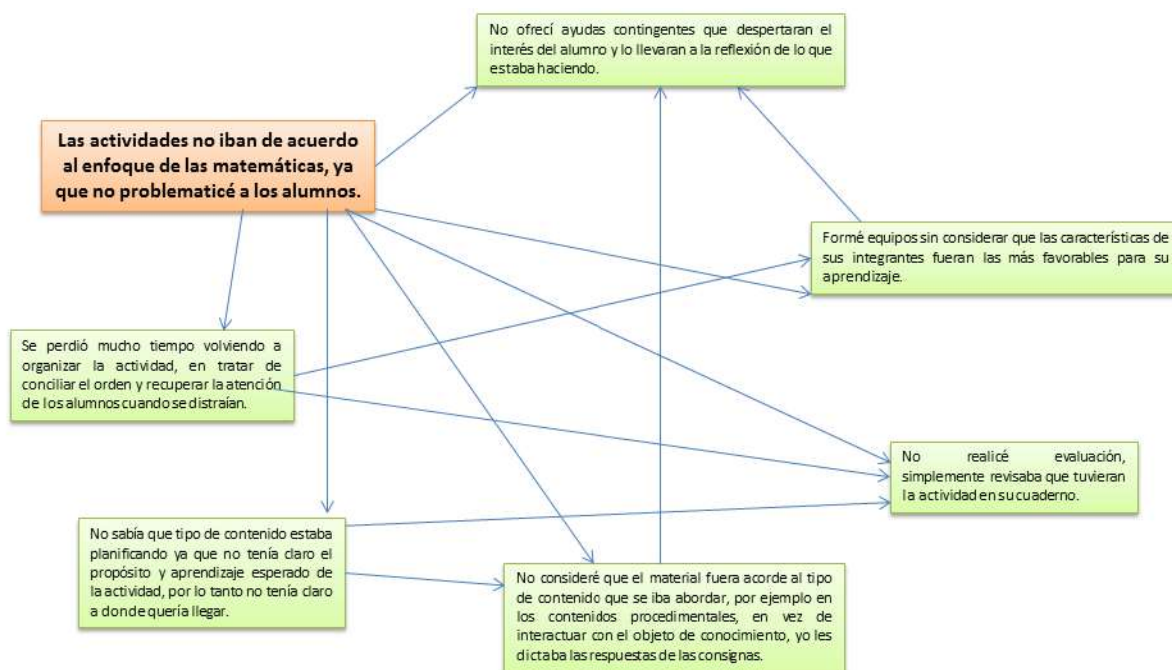 No ofrecí ayudas contingentes que despertaran el
interés del alumno y lo llevaran a la reflexión de lo que
estaba haciendo.
Las actividades no iban de acuerdo
al enfoque de las matemáticas, ya
que no problematicé a los alumnos.
Formé equipos sin considerar que las características de
sus integrantes fueran las más favorables para su
aprendizaje.
Se perdió mucho tiempo volviendo a
organizar la actividad, en tratar de
conciliar el orden y recuperar la atención
de los alumnos cuando se distraían.
No realicé evaluación,
simplemente revisaba que tuvieran
la actividad en su cuaderno.
No sabía que tipo de contenido estaba
planificando ya que no tenía claro el
propósito y aprendizaje esperado de
la actividad, por lo tanto no tenía claro
a donde quería llegar.
No consideré que el material fuera acorde al tipo
de contenido que se iba abordar, por ejemplo en
los contenidos procedimentales, en vez de
interactuar con el objeto de conocimiento, yo les
dictaba las respuestas de las consignas.